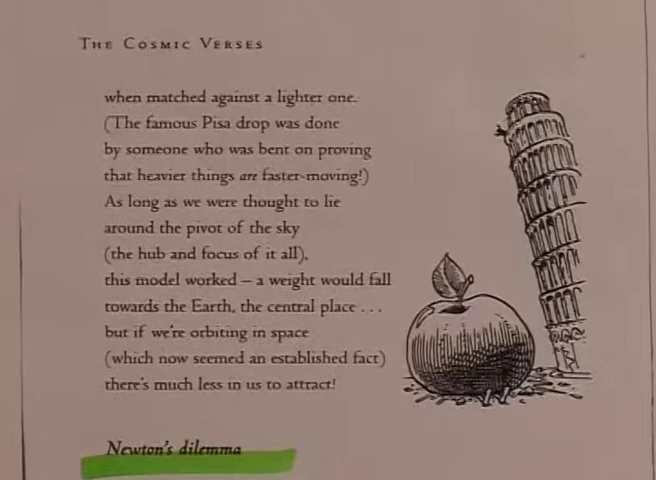 The Cosmic Verses
when matched against a lighter one.
(The famous Pisa drop was done
by someone who was bent on proving
that heavier things are faster-moving!)
As long as we were thought to lie
around the pivot of the sky
(the hub and focus of it all),
this model worked – a weight would fall
towards the Earth, the central place . . .
but if we're orbiting in space
(which now seemed an established fact)
there's much less in us to attract!
Newton's dilemma